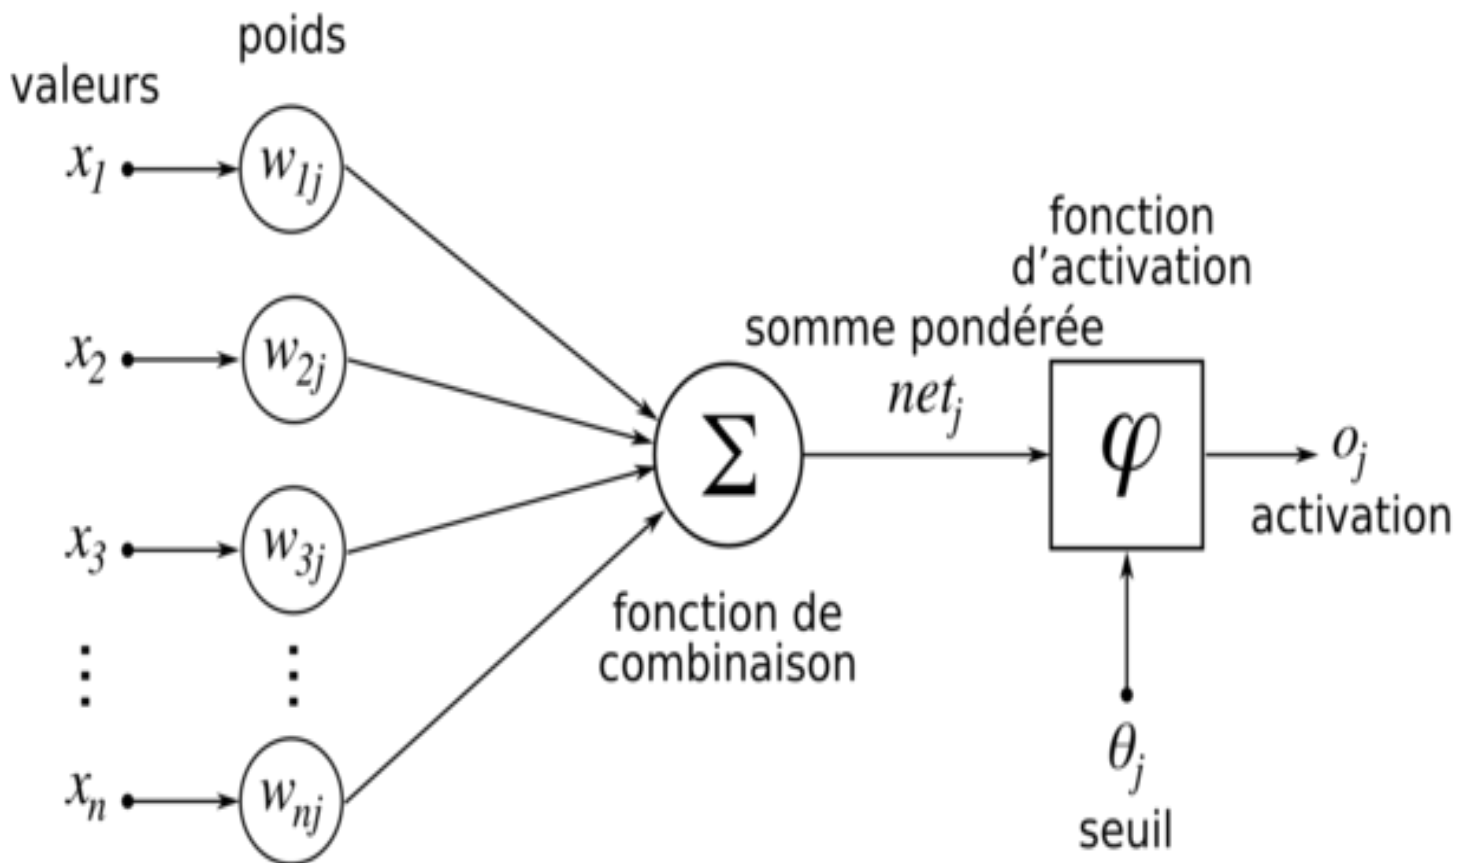 poids
valeurs
x1
w1j
x2
w2j
x3
w3j
xn
wnj
Σ
fonction de
combinaison
somme pondérée
netj
fonction
d'activation
φ
oj
activation
θj
seuil